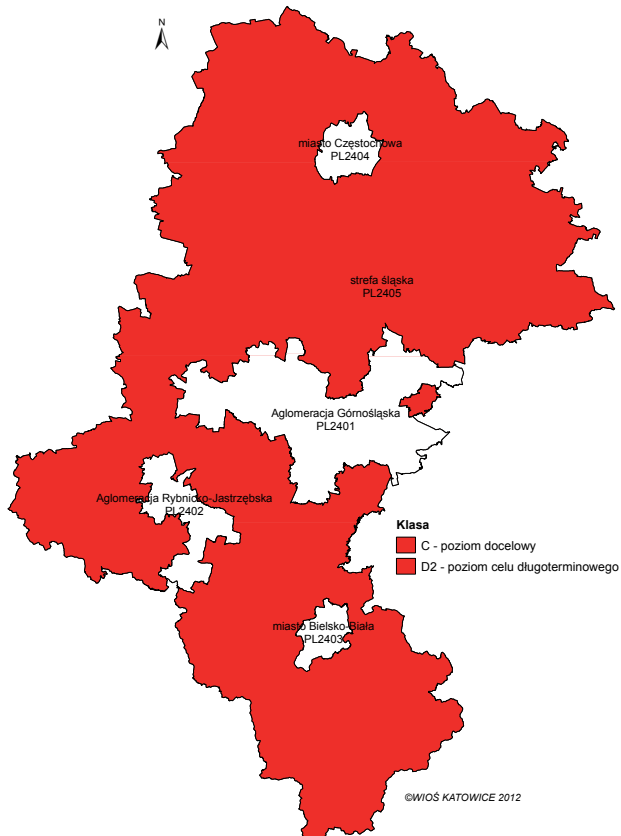 N
miasto Częstochowa
PL2404
strefa śląska
PL2405
Aglomeracja Górnośląska
PL2401
Aglomeracja Rybnicko-Jastrzębska
PL2402
Klasa
C - poziom docelowy
D2 - poziom celu długoterminowego
miasto Bielsko-Biała
PL2403
©WIOŚ KATOWICE 2012